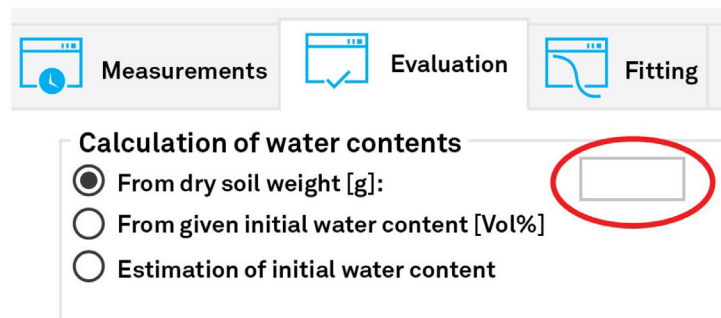 Measurements
Evaluation
Fitting
Calculation of water contents
From dry soil weight [g]:
From given initial water content [Vol%]
Estimation of initial water content